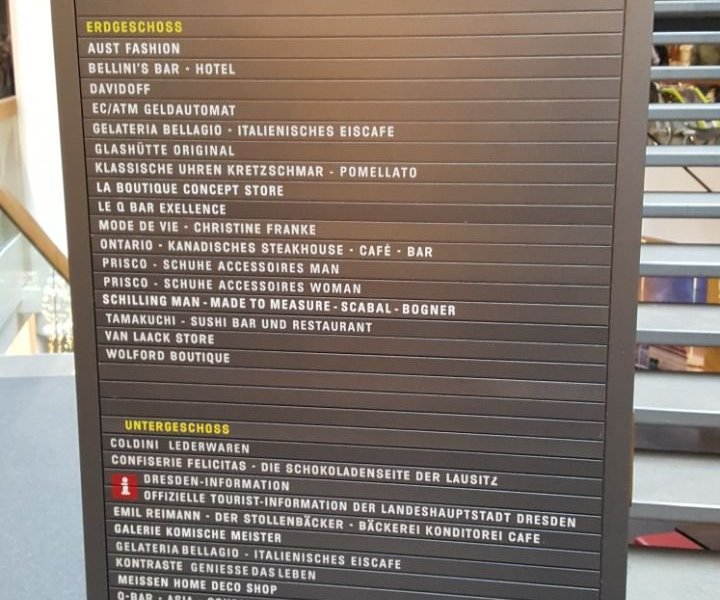 ERDGESCHOSS
AUST FASHION
BELLINI'S BAR - HOTEL
DAVIDOFF
EC/ATM GELDAUTOMAT
GELATERIA BELLAGIO - ITALIENISCHES EISCAFE
GLASHÜTTE ORIGINAL
KLASSISCHE UHREN KRETZSCHMAR - POMELLATO
LA BOUTIQUE CONCEPT STORE
LE Q BAR EXELLENCE
MODE DE VIE - CHRISTINE FRANKE
ONTARIO - KANADISCHES STEAKHOUSE - CAFÉ - BAR
PRISCO - SCHUHE ACCESSOIRES MAN
PRISCO - SCHUHE ACCESSOIRES WOMAN
SCHILLING MAN - MADE TO MEASURE - SCABAL - BOGNER
TAMAKUCHI - SUSHI BAR UND RESTAURANT
VAN LAACK STORE
WOLFORD BOUTIQUE
UNTERGESCHOSS
COLDINI LEDERWAREN
CONFISERIE FELICITAS - DIE SCHOKOLADENSEITE DER LAUSITZ
DRESDEN-INFORMATION
OFFIZIELLE TOURIST-INFORMATION DER LANDESHAUPTSTADT DRESDEN
EMIL REIMANN - DER STOLLENBÄCKER - BÄCKEREI KONDITOREI CAFE
GALERIE KOMISCHE MEISTER
GELATERIA BELLAGIO - ITALIENISCHES EISCAFE
KONTRASTE GENIESSE DAS LEBEN
MEISSEN HOME DECO SHOP
Q-BAR - ASIA